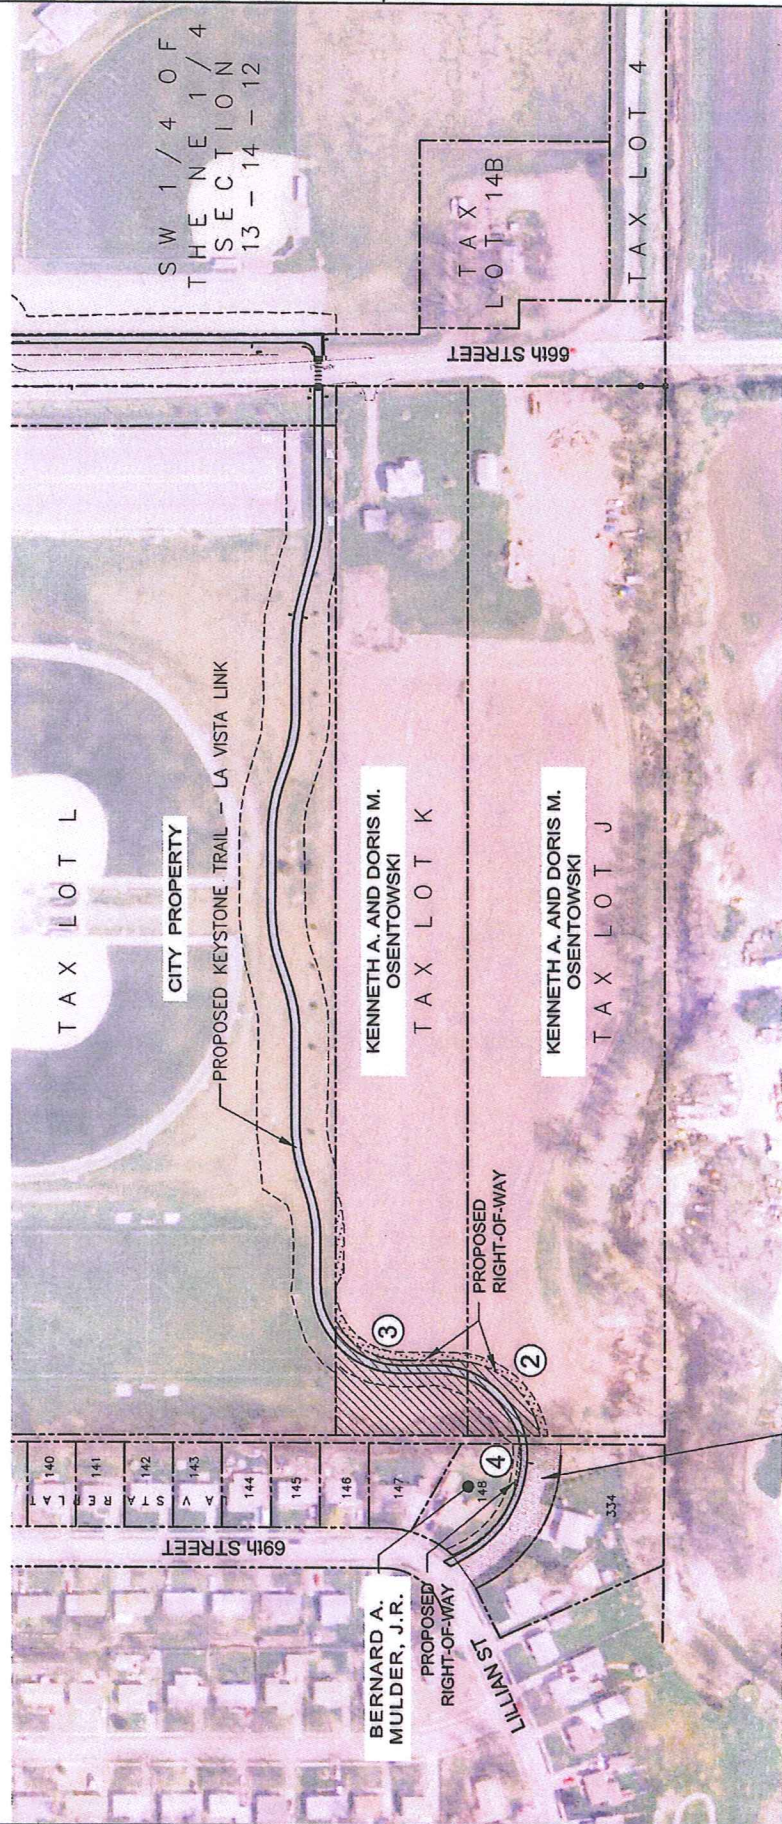 SW 1/4 OF
THE NE 1/4
SECTION
13-14-12
TAX
LOT 14B
TAX LOT 4
66th STREET
TAX LOT L
CITY PROPERTY
PROPOSED KEYSTONE TRAIL - LA VISTA LINK
KENNETH A. AND DORIS M.
OSENTOWSKI
TAX LOT K
KENNETH A. AND DORIS M.
OSENTOWSKI
TAX LOT J
PROPOSED
RIGHT-OF-WAY
3
2
4
140
141
142
143
144
145
146
147
148
334
LA VISTA REPLAT
69th STREET
BERNARD A.
MULDER, J.R.
PROPOSED
RIGHT-OF-WAY
LILLIAN ST